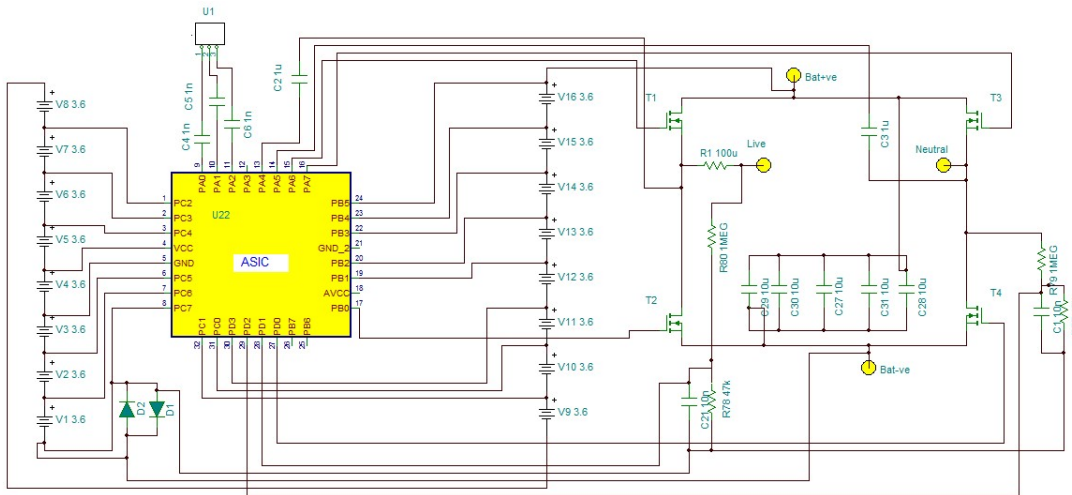 U1
1 2 3
C5 1n
C4 1n
C6 1n
C2 1u
V8 3.6
V7 3.6
V6 3.6
V5 3.6
V4 3.6
V3 3.6
V2 3.6
V1 3.6
9 10 11 12 13 14 15 16
PA0 PA1 PA2 PA3 PA4 PA5 PA6 PA7
U22
ASIC
1 PC2
2 PC3
3 PC4
4 VCC
5 GND
6 PC5
7 PC6
8 PC7
PB5 24
PB4 23
PB3 22
GND_2 21
PB2 20
PB1 19
AVCC 18
PB0 17
PC1 PC0 PD3 PD2 PD1 PD0 PB7 PB6
32 31 30 29 28 27 26 25
D2
D1
V16 3.6
V15 3.6
V14 3.6
V13 3.6
V12 3.6
V11 3.6
V10 3.6
V9 3.6
Bat+ve
T1
T3
C3 1u
R1 100u
Live
Neutral
R80 1MEG
C29 10u
C30 10u
C27 10u
C31 10u
C28 10u
T2
T4
Bat-ve
C21 10n
R78 47k
R79 1MEG
C1 10n